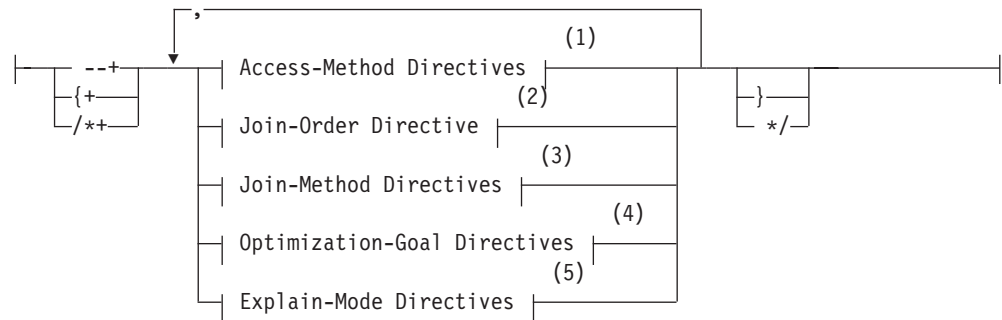 ,
(1)
--+ Access-Method Directives
{+ (2) }
/*+ Join-Order Directive */
(3)
Join-Method Directives
(4)
Optimization-Goal Directives
(5)
Explain-Mode Directives